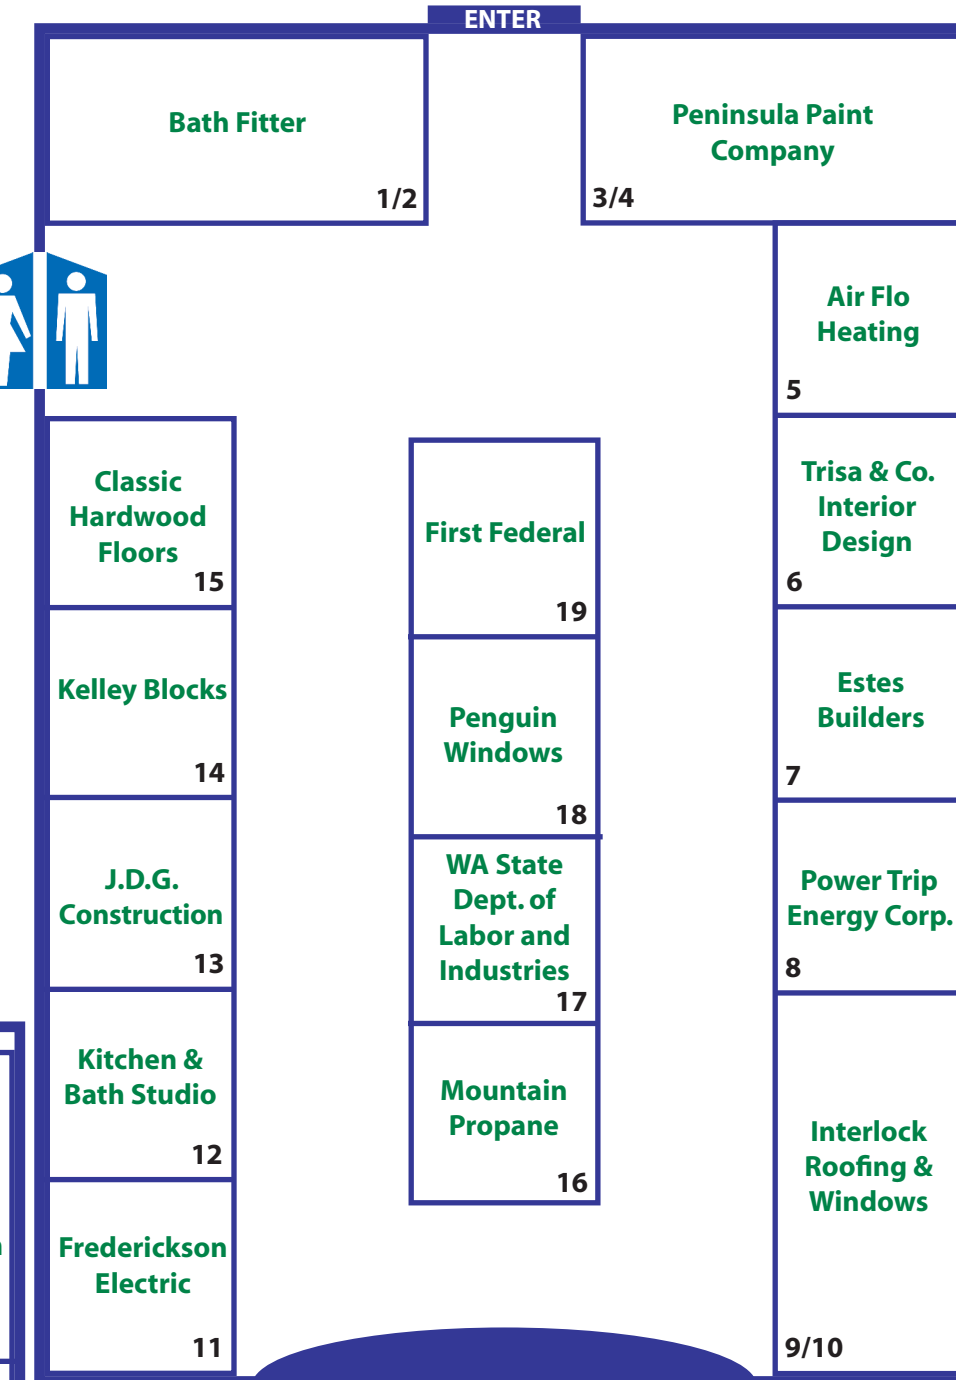 ENTER
Bath Fitter
1/2
Peninsula Paint
Company
3/4
Air Flo
Heating
5
Trisa & Co.
Interior
Design
6
Estes
Builders
7
Power Trip
Energy Corp.
8
Interlock
Roofing &
Windows
9/10
Classic
Hardwood
Floors
15
Kelley Blocks
14
J.D.G.
Construction
13
Kitchen &
Bath Studio
12
Frederickson
Electric
11
First Federal
19
Penguin
Windows
18
WA State
Dept. of
Labor and
Industries
17
Mountain
Propane
16